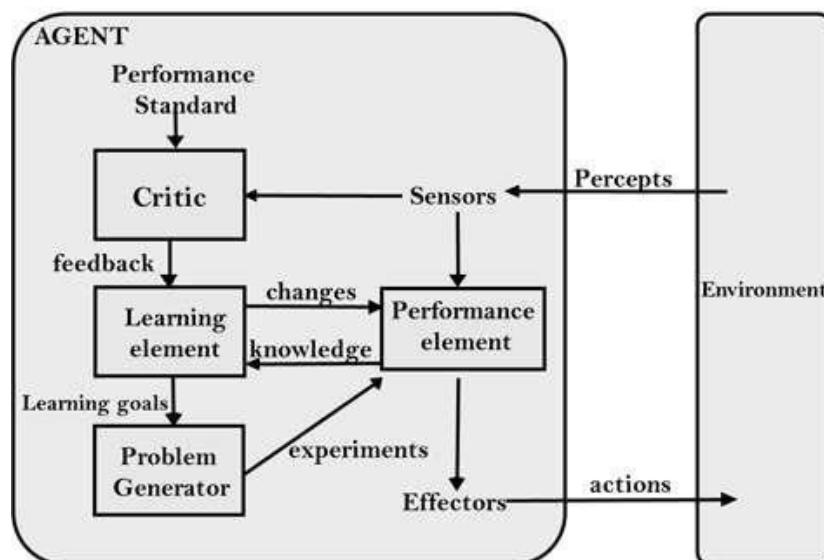 AGENT
Performance
Standard
Critic
Sensors
Percepts
feedback
changes
Environment
Learning
element
Performance
element
knowledge
Learning goals
experiments
Problem
Generator
Effectors
actions